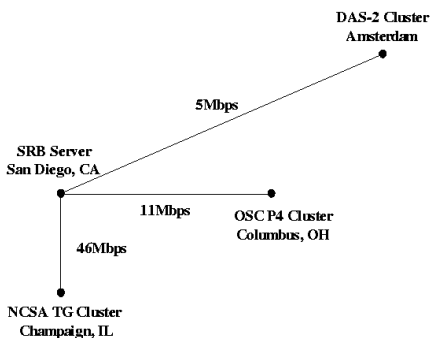 DAS-2 Cluster
Amsterdam
5Mbps
SRB Server
San Diego, CA
11Mbps
OSC P4 Cluster
Columbus, OH
46Mbps
NCSA TG Cluster
Champaign, IL